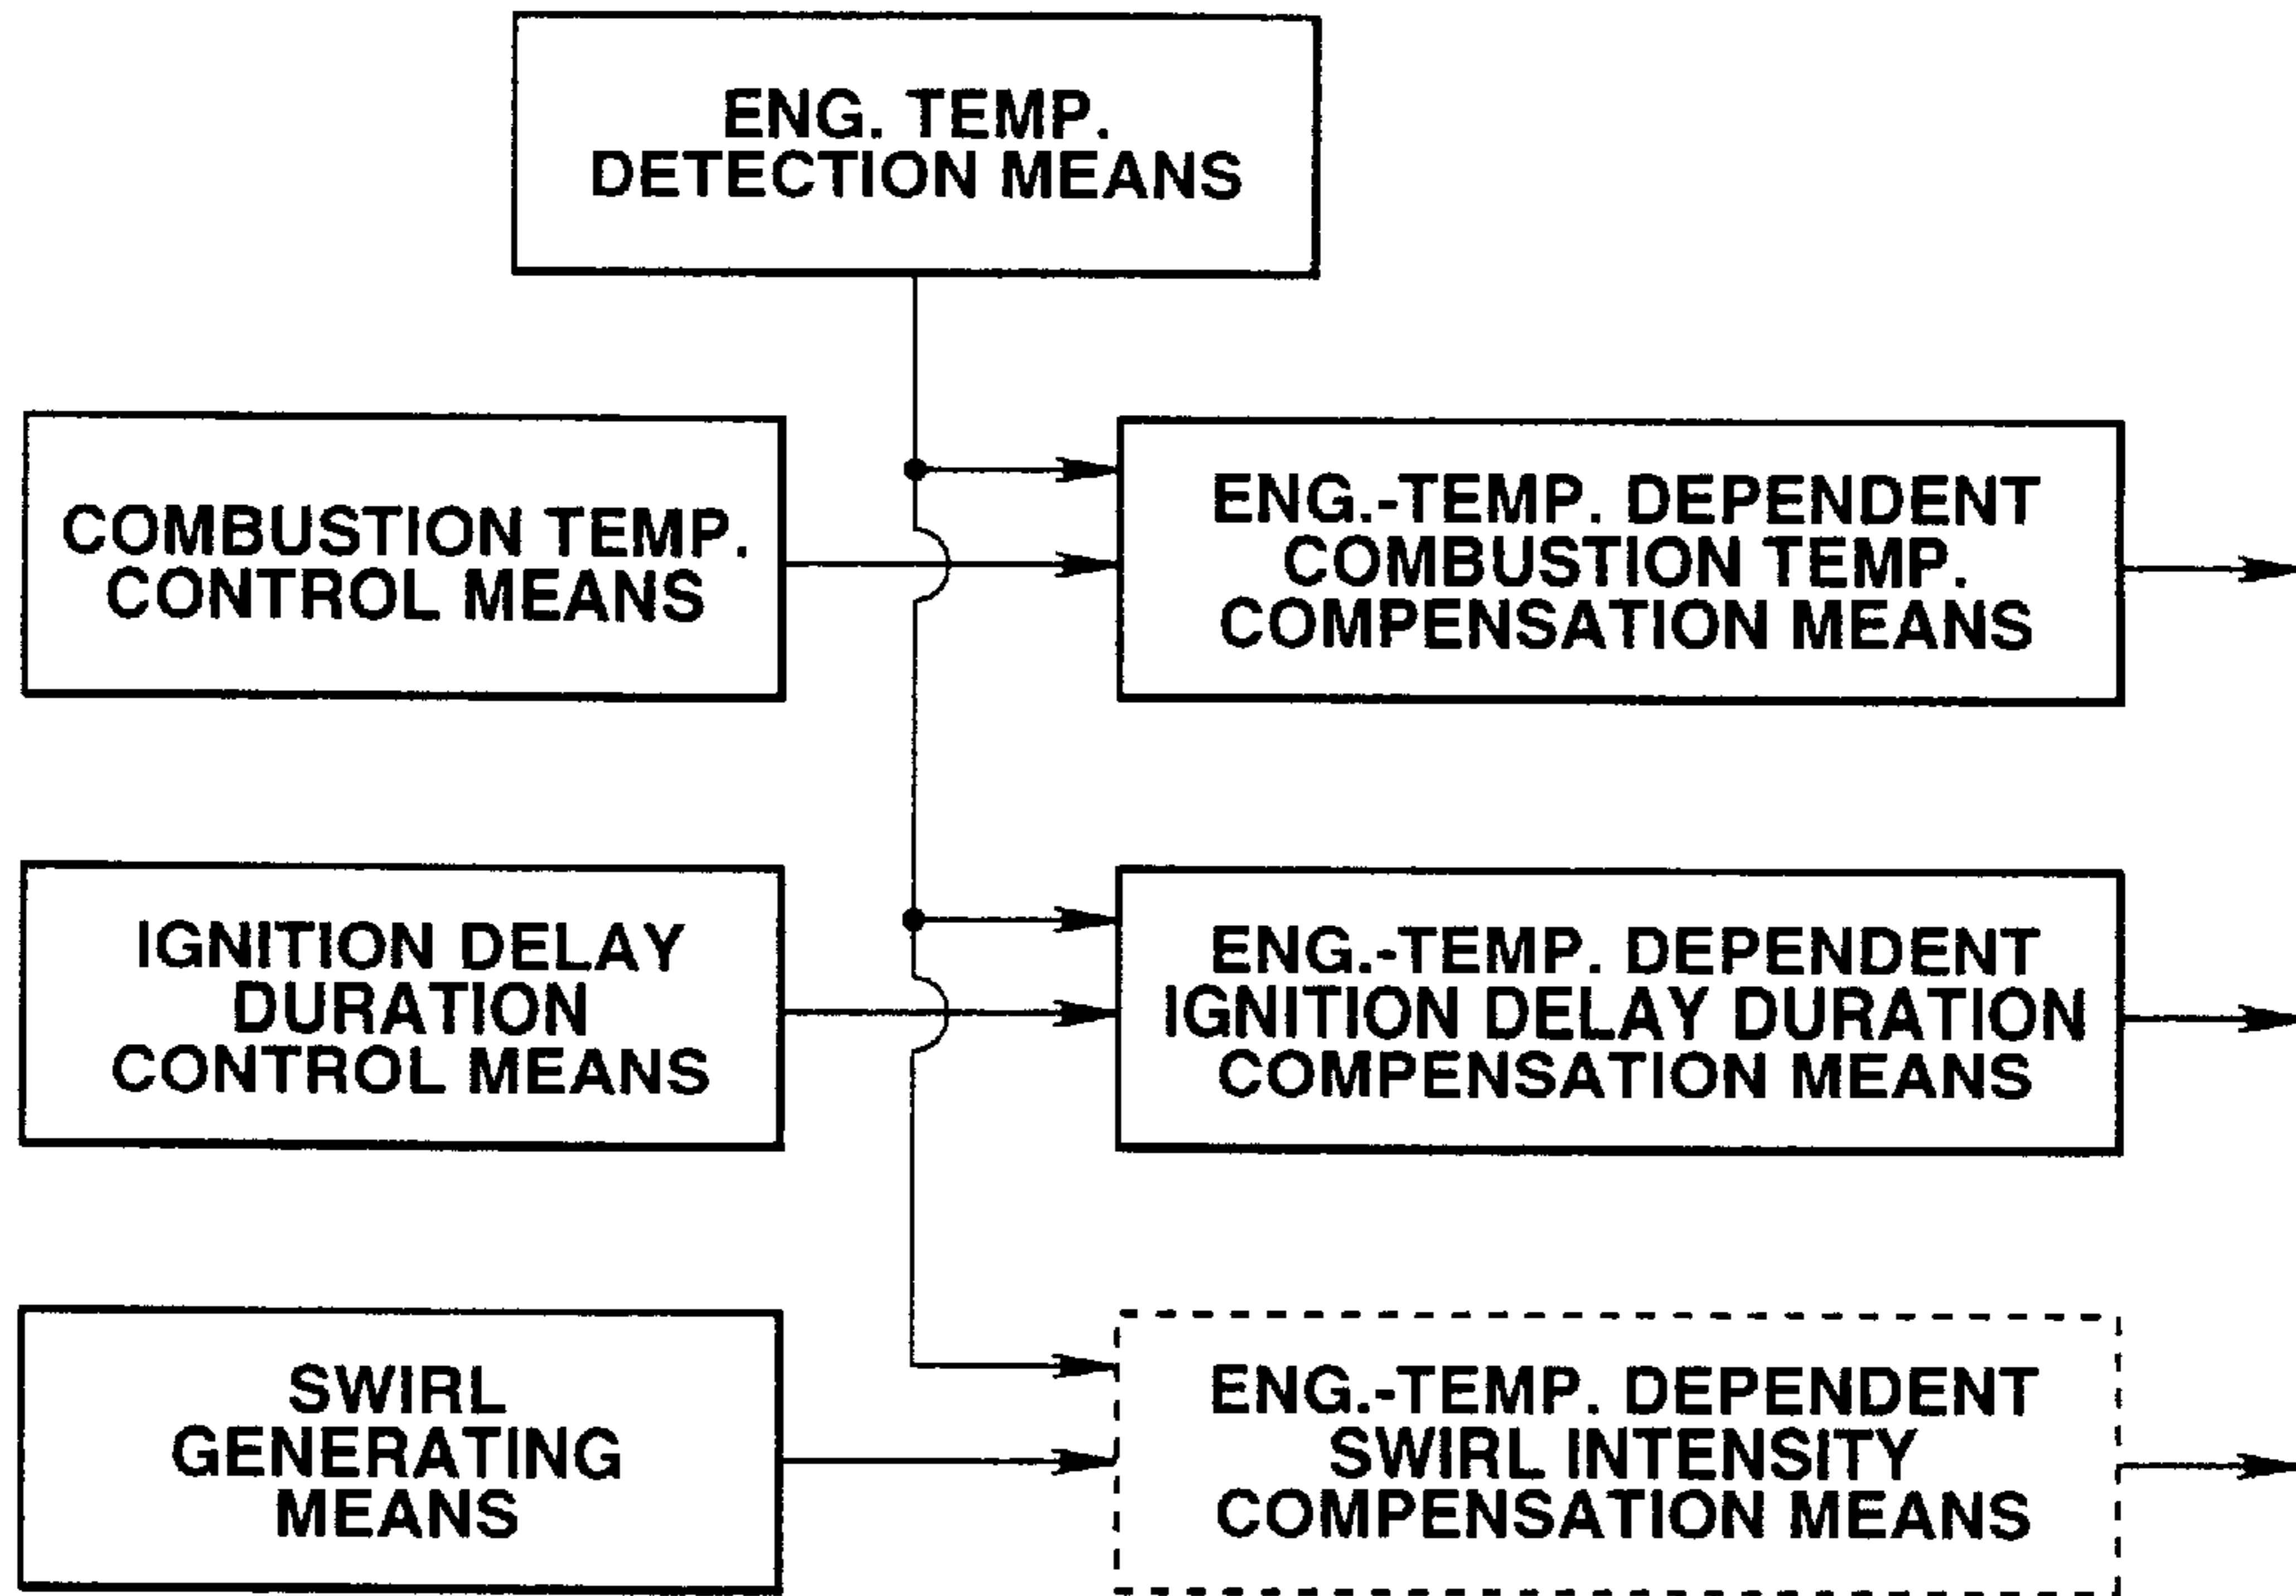 ENG. TEMP.
DETECTION MEANS
COMBUSTION TEMP.
CONTROL MEANS
ENG.-TEMP. DEPENDENT
COMBUSTION TEMP.
COMPENSATION MEANS
IGNITION DELAY
DURATION
CONTROL MEANS
ENG.-TEMP. DEPENDENT
IGNITION DELAY DURATION
COMPENSATION MEANS
SWIRL
GENERATING
MEANS
ENG.-TEMP. DEPENDENT
SWIRL INTENSITY
COMPENSATION MEANS